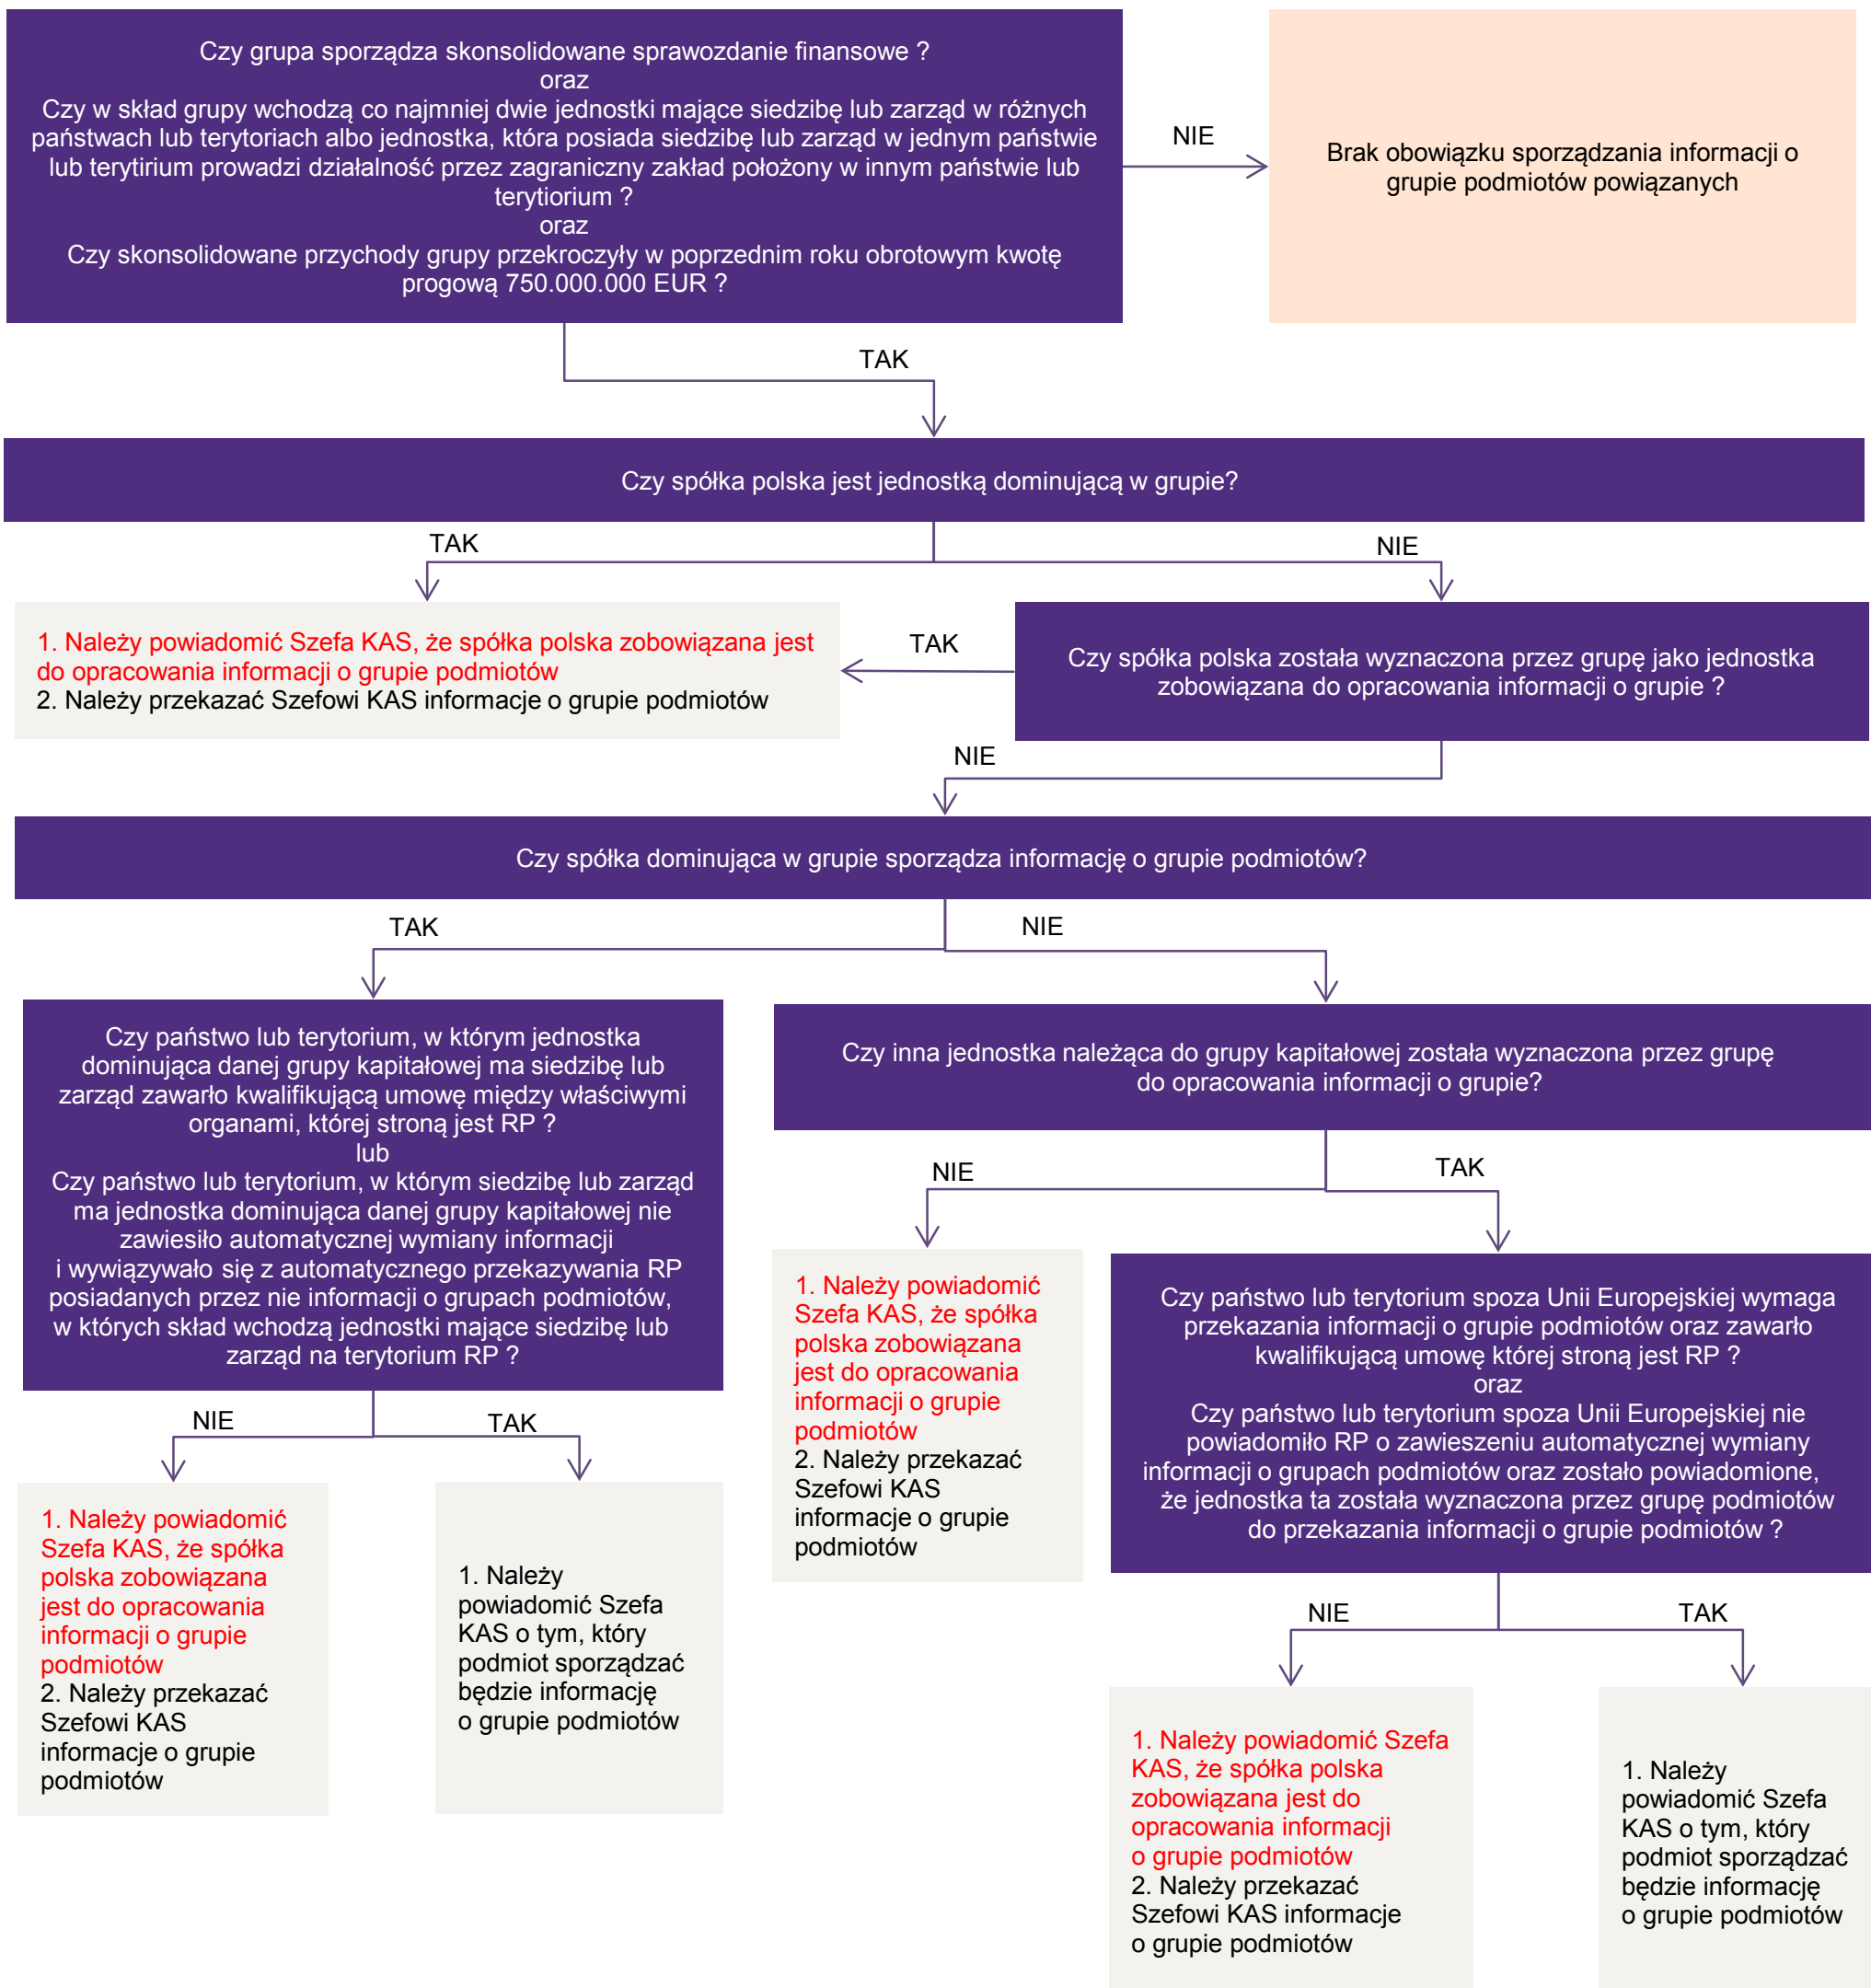 Czy grupa sporządza skonsolidowane sprawozdanie finansowe ?
oraz
Czy w skład grupy wchodzą co najmniej dwie jednostki mające siedzibę lub zarząd w różnych
państwach lub terytoriach albo jednostka, która posiada siedzibę lub zarząd w jednym państwie
lub terytirium prowadzi działalność przez zagraniczny zakład położony w innym państwie lub
terytiorium ?
oraz
Czy skonsolidowane przychody grupy przekroczyły w poprzednim roku obrotowym kwotę
progową 750.000.000 EUR ?
NIE
Brak obowiązku sporządzania informacji o
grupie podmiotów powiązanych
TAK
Czy spółka polska jest jednostką dominującą w grupie?
TAK
NIE
1. Należy powiadomić Szefa KAS, że spółka polska zobowiązana jest
do opracowania informacji o grupie podmiotów
2. Należy przekazać Szefowi KAS informacje o grupie podmiotów
TAK
Czy spółka polska została wyznaczona przez grupę jako jednostka
zobowiązana do opracowania informacji o grupie ?
NIE
Czy spółka dominująca w grupie sporządza informację o grupie podmiotów?
TAK
NIE
Czy państwo lub terytorium, w którym jednostka
dominująca danej grupy kapitałowej ma siedzibę lub
zarząd zawarło kwalifikującą umowę między właściwymi
organami, której stroną jest RP ?
lub
Czy państwo lub terytorium, w którym siedzibę lub zarząd
ma jednostka dominująca danej grupy kapitałowej nie
zawiesiło automatycznej wymiany informacji
i wywiązywało się z automatycznego przekazywania RP
posiadanych przez nie informacji o grupach podmiotów,
w których skład wchodzą jednostki mające siedzibę lub
zarząd na terytorium RP ?
Czy inna jednostka należąca do grupy kapitałowej została wyznaczona przez grupę
do opracowania informacji o grupie?
NIE
TAK
1. Należy powiadomić
Szefa KAS, że spółka
polska zobowiązana
jest do opracowania
informacji o grupie
podmiotów
2. Należy przekazać
Szefowi KAS
informacje o grupie
podmiotów
Czy państwo lub terytorium spoza Unii Europejskiej wymaga
przekazania informacji o grupie podmiotów oraz zawarło
kwalifikującą umowę której stroną jest RP ?
oraz
Czy państwo lub terytorium spoza Unii Europejskiej nie
powiadomiło RP o zawieszeniu automatycznej wymiany
informacji o grupach podmiotów oraz zostało powiadomione,
że jednostka ta została wyznaczona przez grupę podmiotów
do przekazania informacji o grupie podmiotów ?
NIE
TAK
1. Należy powiadomić
Szefa KAS, że spółka
polska zobowiązana
jest do opracowania
informacji o grupie
podmiotów
2. Należy przekazać
Szefowi KAS
informacje o grupie
podmiotów
1. Należy
powiadomić Szefa
KAS o tym, który
podmiot sporządzać
będzie informację
o grupie podmiotów
NIE
TAK
1. Należy powiadomić Szefa
KAS, że spółka polska
zobowiązana jest do
opracowania informacji
o grupie podmiotów
2. Należy przekazać
Szefowi KAS informacje
o grupie podmiotów
1. Należy
powiadomić Szefa
KAS o tym, który
podmiot sporządzać
będzie informację
o grupie podmiotów